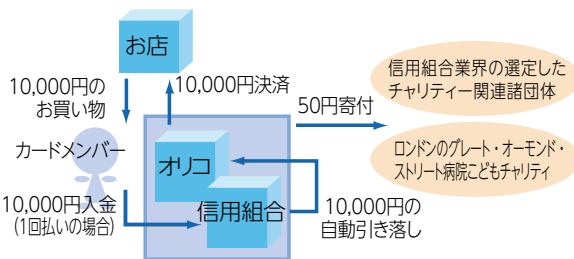 お店
10,000円の
お買い物
10,000円決済
50円寄付
信用組合業界の選定した
チャリティー関連諸団体
カードメンバー
オリコ
ロンドンのグレート・オーモンド・
ストリート病院こどもチャリティ
10,000円入金
(1回払いの場合)
信用組合
10,000円の
自動引き落し